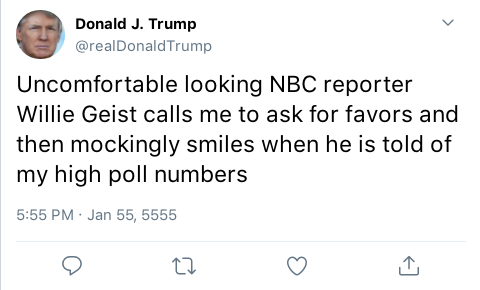 Donald J. Trump
@realDonaldTrump
Uncomfortable looking NBC reporter
Willie Geist calls me to ask for favors and
then mockingly smiles when he is told of
my high poll numbers
5:55 PM · Jan 55, 5555